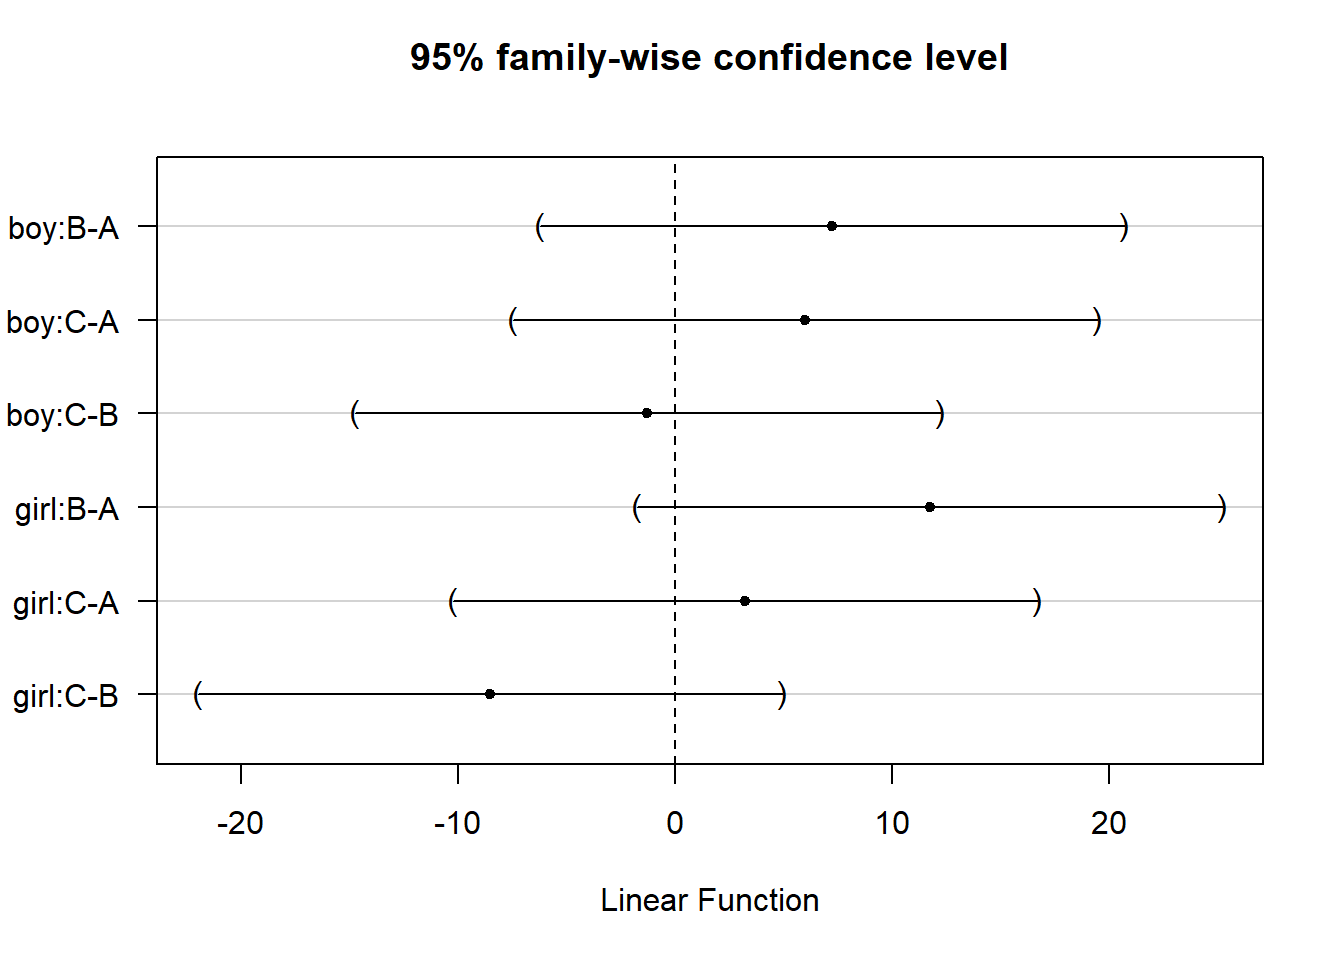 95% family-wise confidence level
boy:B-A
boy:C-A
boy:C-B
girl:B-A
girl:C-A
girl:C-B
-20 -10 0 10 20
Linear Function